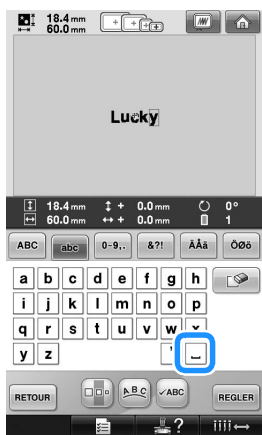 18.4 mm
60.0 mm
Lucky
18.4 mm + 0.0 mm 0°
60.0 mm + 0.0 mm 1
ABC abc 0-9,. &?! ÄÅä ÖØö
a b c d e f g h
i j k l m n o p
q r s t u v w x
y z ' ⎵
RETOUR ABC ✓ABC REGLER
?